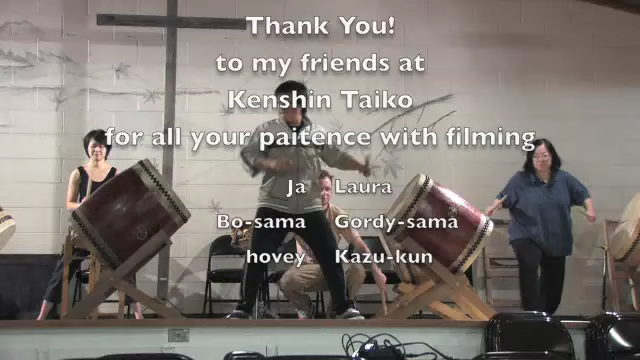 Thank You!
to my friends at
Kenshin Taiko
for all your paitence with filming
Ja Laura
Bo-sama Gordy-sama
hovey Kazu-kun